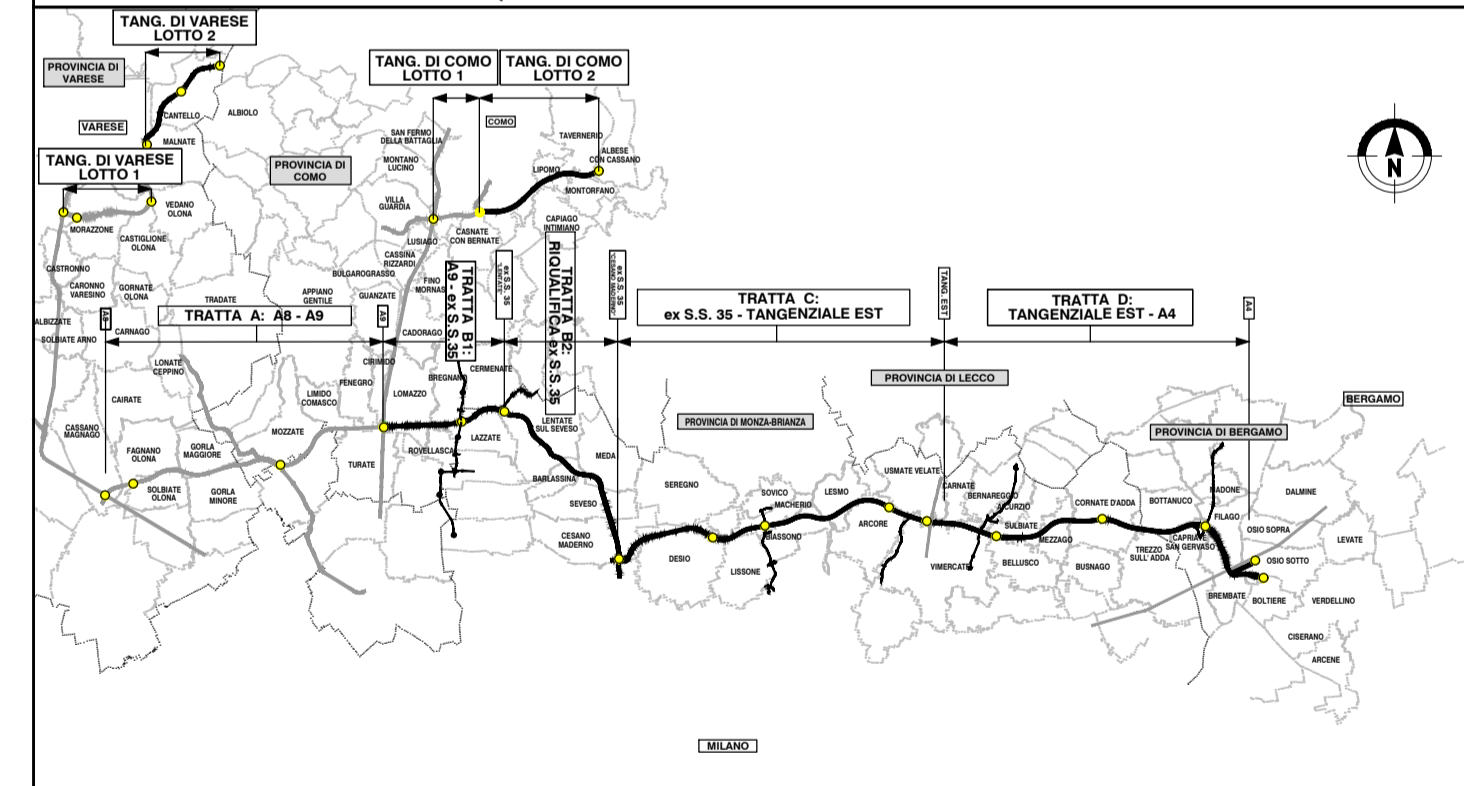 TANG. DI VARESE
LOTTO 2
PROVINCIA DI
VARESE
TANG. DI COMO
LOTTO 1
TANG. DI COMO
LOTTO 2
CANTELLO
ALBIOLO
VARESE
MALNATE
COMO
SAN FERMO
DELLA BATTAGLIA
TAVERNERIO
TANG. DI VARESE
LOTTO 1
PROVINCIA DI
COMO
MONTANO
LUCINO
ALBESE
CON CASSANO
LIPOMO
MONTORFANO
N
VEDANO
OLONA
VILLA
GUARDIA
MORAZZONE
CASTIGLIONE
OLONA
LUSIAGO
CASNATE
CON BERNATE
CAPIAGO
INTIMIANO
CASTRONNO
CASSINA
RIZZARDI
BULGAROGRASSO
CARONNO
VARESINO
GORNATE
OLONA
TRADATE
APPIANO
GENTILE
GUANZATE
FINO
MORNAS
TRATTA B1:
A9 - ex S.S.35
ex S.S. 35
"LENTATE"
TRATTA B2:
RIQUALIFICA ex S.S.35
ex S.S. 35
"CESANO MADERNO"
TANG. EST
A4
ALBIZZATE
A8
CARNAGO
TRATTA A: A8 - A9
A9
CADORAGO
TRATTA C:
ex S.S. 35 - TANGENZIALE EST
TRATTA D:
TANGENZIALE EST - A4
SOLBIATE ARNO
LONATE
CEPPINO
CIRIMIDO
FENEGRO
BREGNANO
CERMENATE
PROVINCIA DI LECCO
CAIRATE
LIMIDO
COMASCO
LOMAZZO
BERGAMO
CASSANO
MAGNAGO
MOZZATE
LAZZATE
LENTATE
SUL SEVESO
PROVINCIA DI MONZA-BRIANZA
PROVINCIA DI BERGAMO
FAGNANO
OLONA
GORLA
MAGGIORE
TURATE
ROVELLASCA
MEDA
SOLBIATE
OLONA
GORLA
MINORE
BARLASSINA
SEVESO
SEREGNO
SOVICO
MACHERIO
LESMO
USMATE VELATE
CARNATE
BERNAREGGIO
AICURZIO
CORNATE D'ADDA
BOTTANUCO
MADONE
DALMINE
CESANO
MADERNO
DESIO
BIASSONO
ARCORE
SULBIATE
MEZZAGO
FILAGO
OSIO SOPRA
LEVATE
LISSONE
VIMERCATE
BELLUSCO
BUSNAGO
TREZZO
SULL' ADDA
CAPRIATE
SAN GERVASO
OSIO SOTTO
BREMBATE
BOLTIERE
VERDELLINO
CISERANO
ARCENE
MILANO